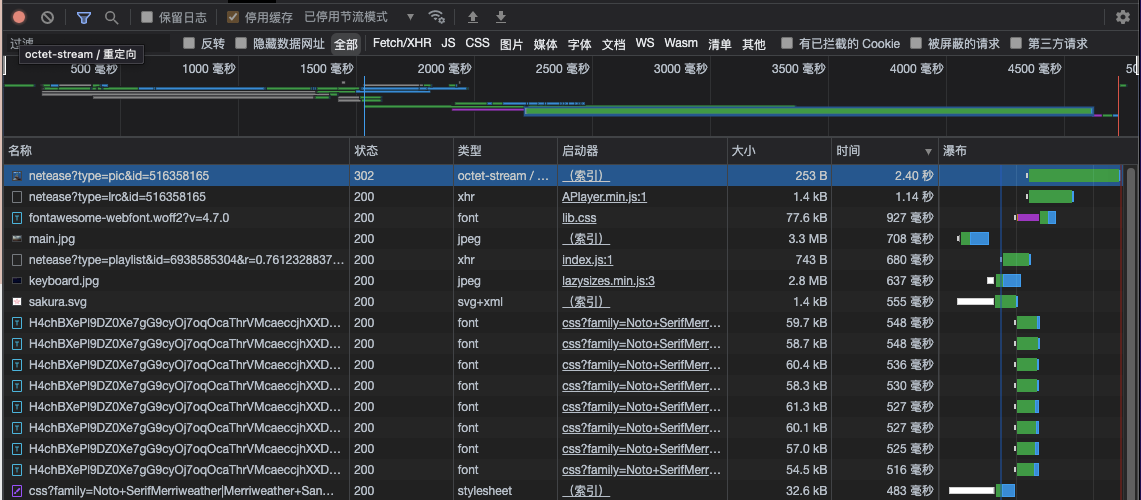 保留日志 停用缓存 已停用节流模式
过滤 反转 隐藏数据网址 全部 Fetch/XHR JS CSS 图片 媒体 字体 文档 WS Wasm 清单 其他 有已拦截的 Cookie 被屏蔽的请求 第三方请求
octet-stream / 重定向
500 毫秒 1000 毫秒 1500 毫秒 2000 毫秒 2500 毫秒 3000 毫秒 3500 毫秒 4000 毫秒 4500 毫秒 50
名称 状态 类型 启动器 大小 时间 瀑布
netease?type=pic&id=516358165 302 octet-stream / ... （索引） 253 B 2.40 秒
netease?type=lrc&id=516358165 200 xhr APlayer.min.js:1 1.4 kB 1.14 秒
fontawesome-webfont.woff2?v=4.7.0 200 font lib.css 77.6 kB 927 毫秒
main.jpg 200 jpeg （索引） 3.3 MB 708 毫秒
netease?type=playlist&id=6938585304&r=0.7612328837... 200 xhr index.js:1 743 B 680 毫秒
keyboard.jpg 200 jpeg lazysizes.min.js:3 2.8 MB 637 毫秒
sakura.svg 200 svg+xml （索引） 1.4 kB 555 毫秒
H4chBXePl9DZ0Xe7gG9cyOj7oqOcaThrVMcaeccjhXXD... 200 font css?family=Noto+SerifMerr... 59.7 kB 548 毫秒
H4chBXePl9DZ0Xe7gG9cyOj7oqOcaThrVMcaeccjhXXD... 200 font css?family=Noto+SerifMerr... 58.7 kB 548 毫秒
H4chBXePl9DZ0Xe7gG9cyOj7oqOcaThrVMcaeccjhXXD... 200 font css?family=Noto+SerifMerr... 60.4 kB 536 毫秒
H4chBXePl9DZ0Xe7gG9cyOj7oqOcaThrVMcaeccjhXXD... 200 font css?family=Noto+SerifMerr... 58.3 kB 530 毫秒
H4chBXePl9DZ0Xe7gG9cyOj7oqOcaThrVMcaeccjhXXD... 200 font css?family=Noto+SerifMerr... 61.3 kB 527 毫秒
H4chBXePl9DZ0Xe7gG9cyOj7oqOcaThrVMcaeccjhXXD... 200 font css?family=Noto+SerifMerr... 60.1 kB 527 毫秒
H4chBXePl9DZ0Xe7gG9cyOj7oqOcaThrVMcaeccjhXXD... 200 font css?family=Noto+SerifMerr... 57.0 kB 525 毫秒
H4chBXePl9DZ0Xe7gG9cyOj7oqOcaThrVMcaeccjhXXD... 200 font css?family=Noto+SerifMerr... 54.5 kB 516 毫秒
css?family=Noto+SerifMerriweather|Merriweather+San... 200 stylesheet （索引） 32.6 kB 483 毫秒